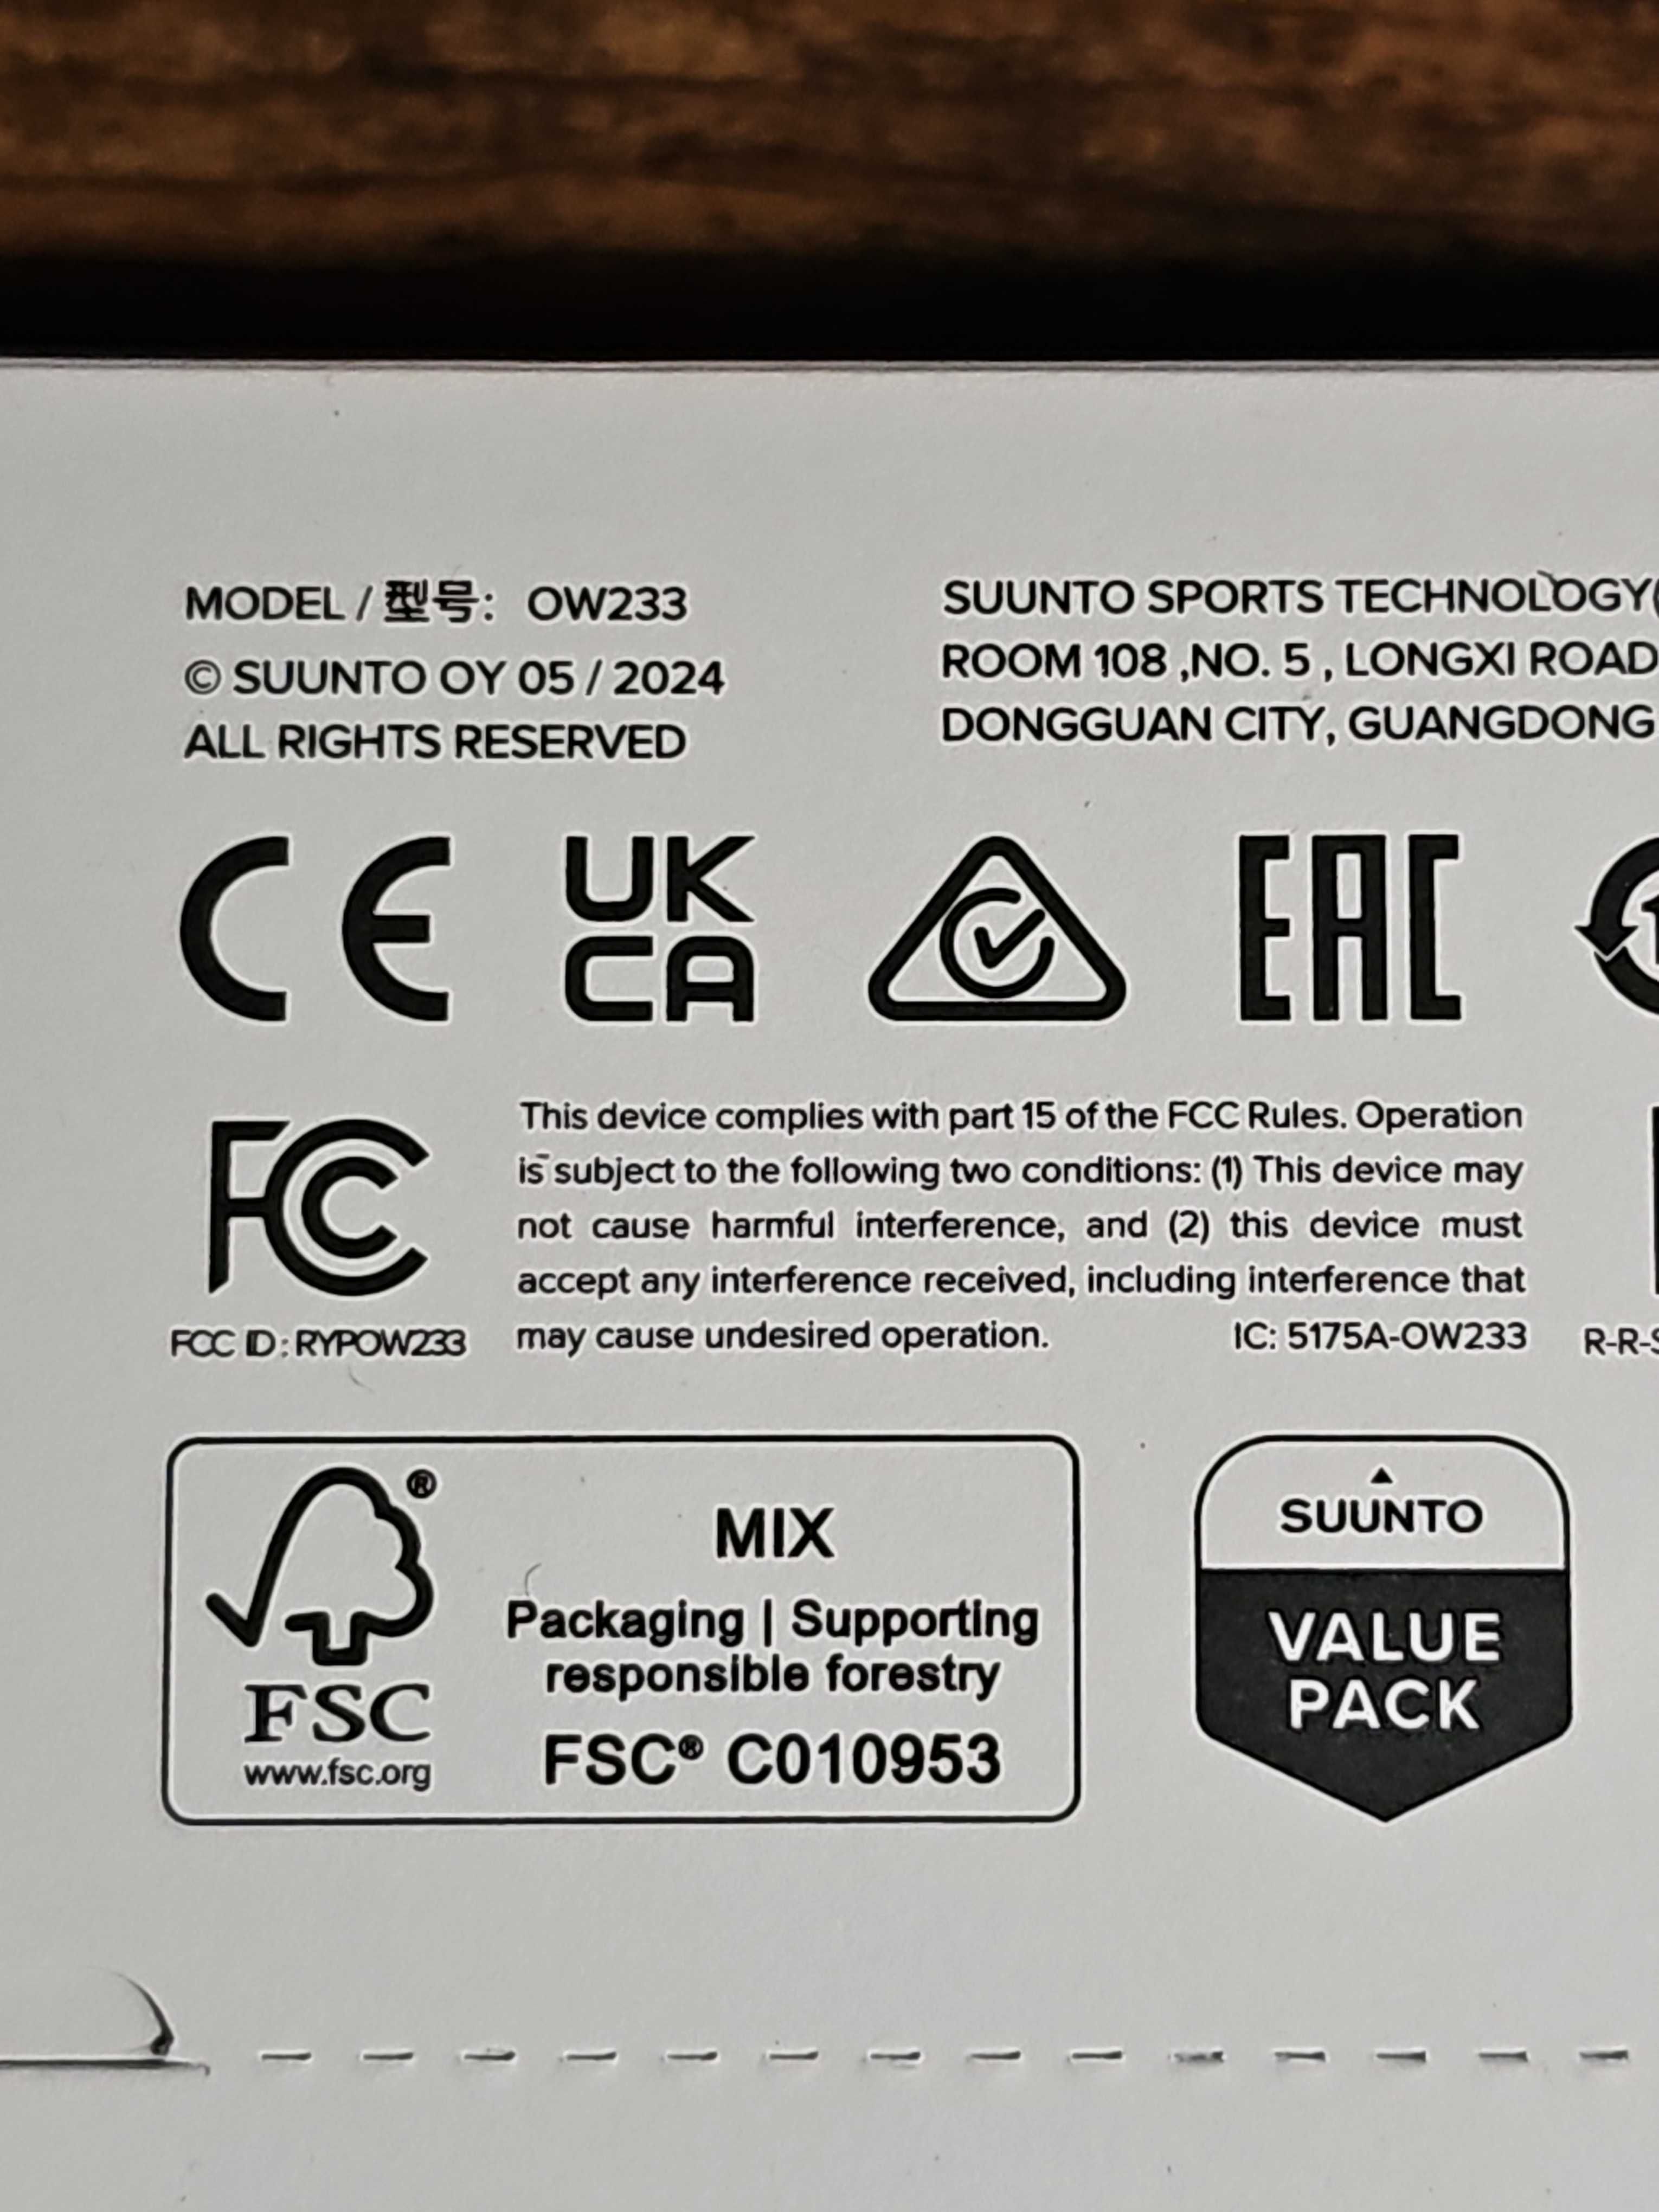 MODEL / 型号: OW233
© SUUNTO OY 05 / 2024
ALL RIGHTS RESERVED
SUUNTO SPORTS TECHNOLOGY(
ROOM 108 ,NO. 5 , LONGXI ROAD
DONGGUAN CITY, GUANGDONG
CE
UK
CA
EAC
FC
This device complies with part 15 of the FCC Rules. Operation
is subject to the following two conditions: (1) This device may
not cause harmful interference, and (2) this device must
accept any interference received, including interference that
may cause undesired operation.
IC: 5175A-OW233
FCC ID : RYPOW233
R-R-S
®
FSC
www.fsc.org
MIX
Packaging | Supporting
responsible forestry
FSC® C010953
SUUNTO
VALUE
PACK